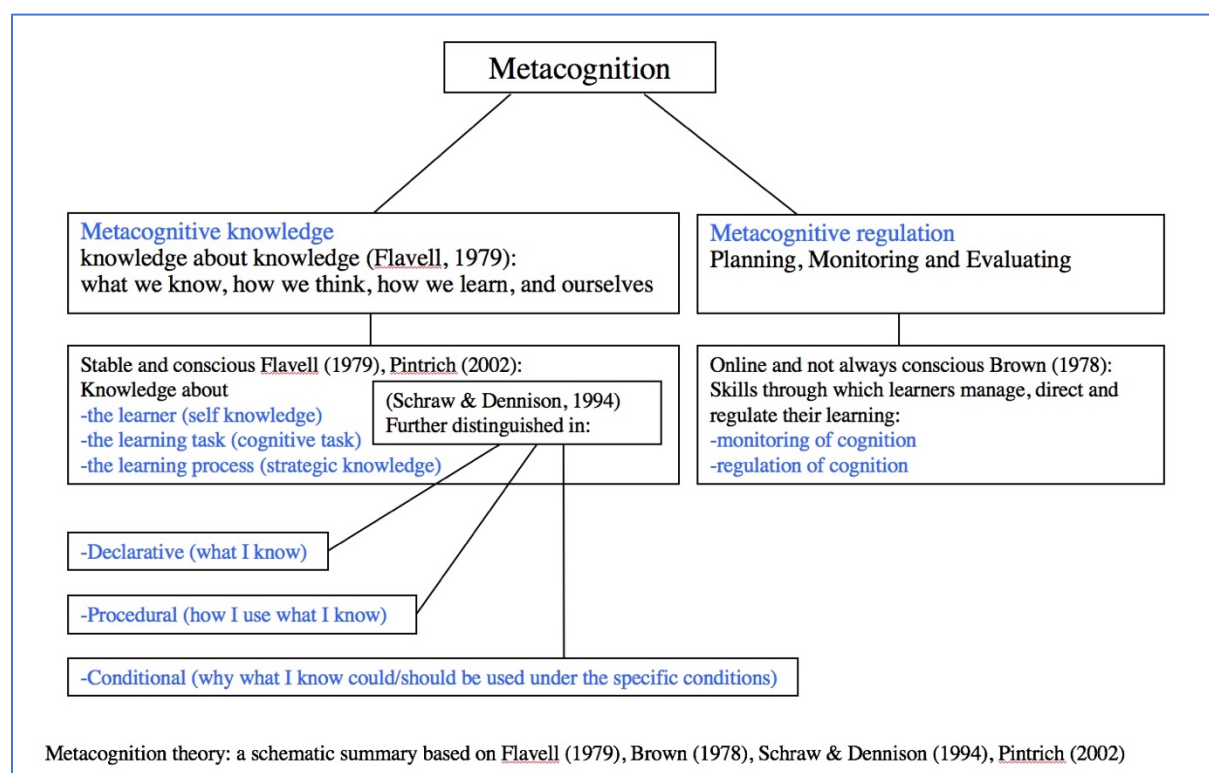 Metacognition
Metacognitive knowledge
knowledge about knowledge (Flavell, 1979):
what we know, how we think, how we learn, and ourselves
Metacognitive regulation
Planning, Monitoring and Evaluating
Stable and conscious Flavell (1979), Pintrich (2002):
Knowledge about
-the learner (self knowledge)
-the learning task (cognitive task)
-the learning process (strategic knowledge)
(Schraw & Dennison, 1994)
Further distinguished in:
Online and not always conscious Brown (1978):
Skills through which learners manage, direct and
regulate their learning:
-monitoring of cognition
-regulation of cognition
-Declarative (what I know)
-Procedural (how I use what I know)
-Conditional (why what I know could/should be used under the specific conditions)
Metacognition theory: a schematic summary based on Flavell (1979), Brown (1978), Schraw & Dennison (1994), Pintrich (2002)